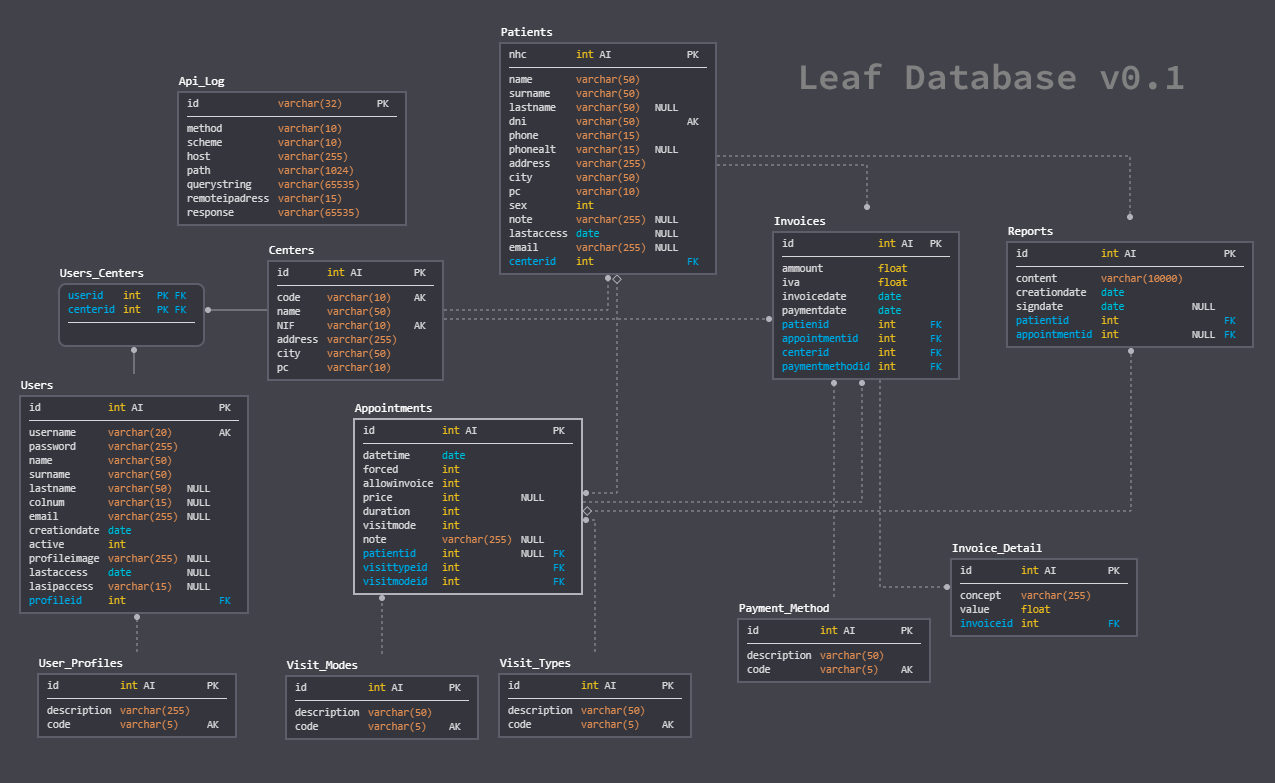 Leaf Database v0.1
Patients
nhc int AI PK
name varchar(50)
surname varchar(50)
lastname varchar(50) NULL
dni varchar(50) AK
phone varchar(15)
phonealt varchar(15) NULL
address varchar(255)
city varchar(50)
pc varchar(10)
sex int
note varchar(255) NULL
lastaccess date NULL
email varchar(255) NULL
centerid int FK
Api_Log
id varchar(32) PK
method varchar(10)
scheme varchar(10)
host varchar(255)
path varchar(1024)
querystring varchar(65535)
remoteipadress varchar(15)
response varchar(65535)
Invoices
id int AI PK
ammount float
iva float
invoicedate date
paymentdate date
patienid int FK
appointmentid int FK
centerid int FK
paymentmethodid int FK
Reports
id int AI PK
content varchar(10000)
creationdate date
signdate date NULL
patientid int FK
appointmentid int NULL FK
Centers
id int AI PK
code varchar(10) AK
name varchar(50)
NIF varchar(10) AK
address varchar(255)
city varchar(50)
pc varchar(10)
Users_Centers
userid int PK FK
centerid int PK FK
Users
id int AI PK
username varchar(20) AK
password varchar(255)
name varchar(50)
surname varchar(50)
lastname varchar(50) NULL
colnum varchar(15) NULL
email varchar(255) NULL
creationdate date
active int
profileimage varchar(255) NULL
lastaccess date NULL
lasipaccess varchar(15) NULL
profileid int FK
Appointments
id int AI PK
datetime date
forced int
allowinvoice int
price int NULL
duration int
visitmode int
note varchar(255) NULL
patientid int NULL FK
visittypeid int FK
visitmodeid int FK
Invoice_Detail
id int AI PK
concept varchar(255)
value float
invoiceid int FK
Payment_Method
id int AI PK
description varchar(50)
code varchar(5) AK
User_Profiles
id int AI PK
description varchar(255)
code varchar(5) AK
Visit_Modes
id int AI PK
description varchar(50)
code varchar(5) AK
Visit_Types
id int AI PK
description varchar(50)
code varchar(5) AK